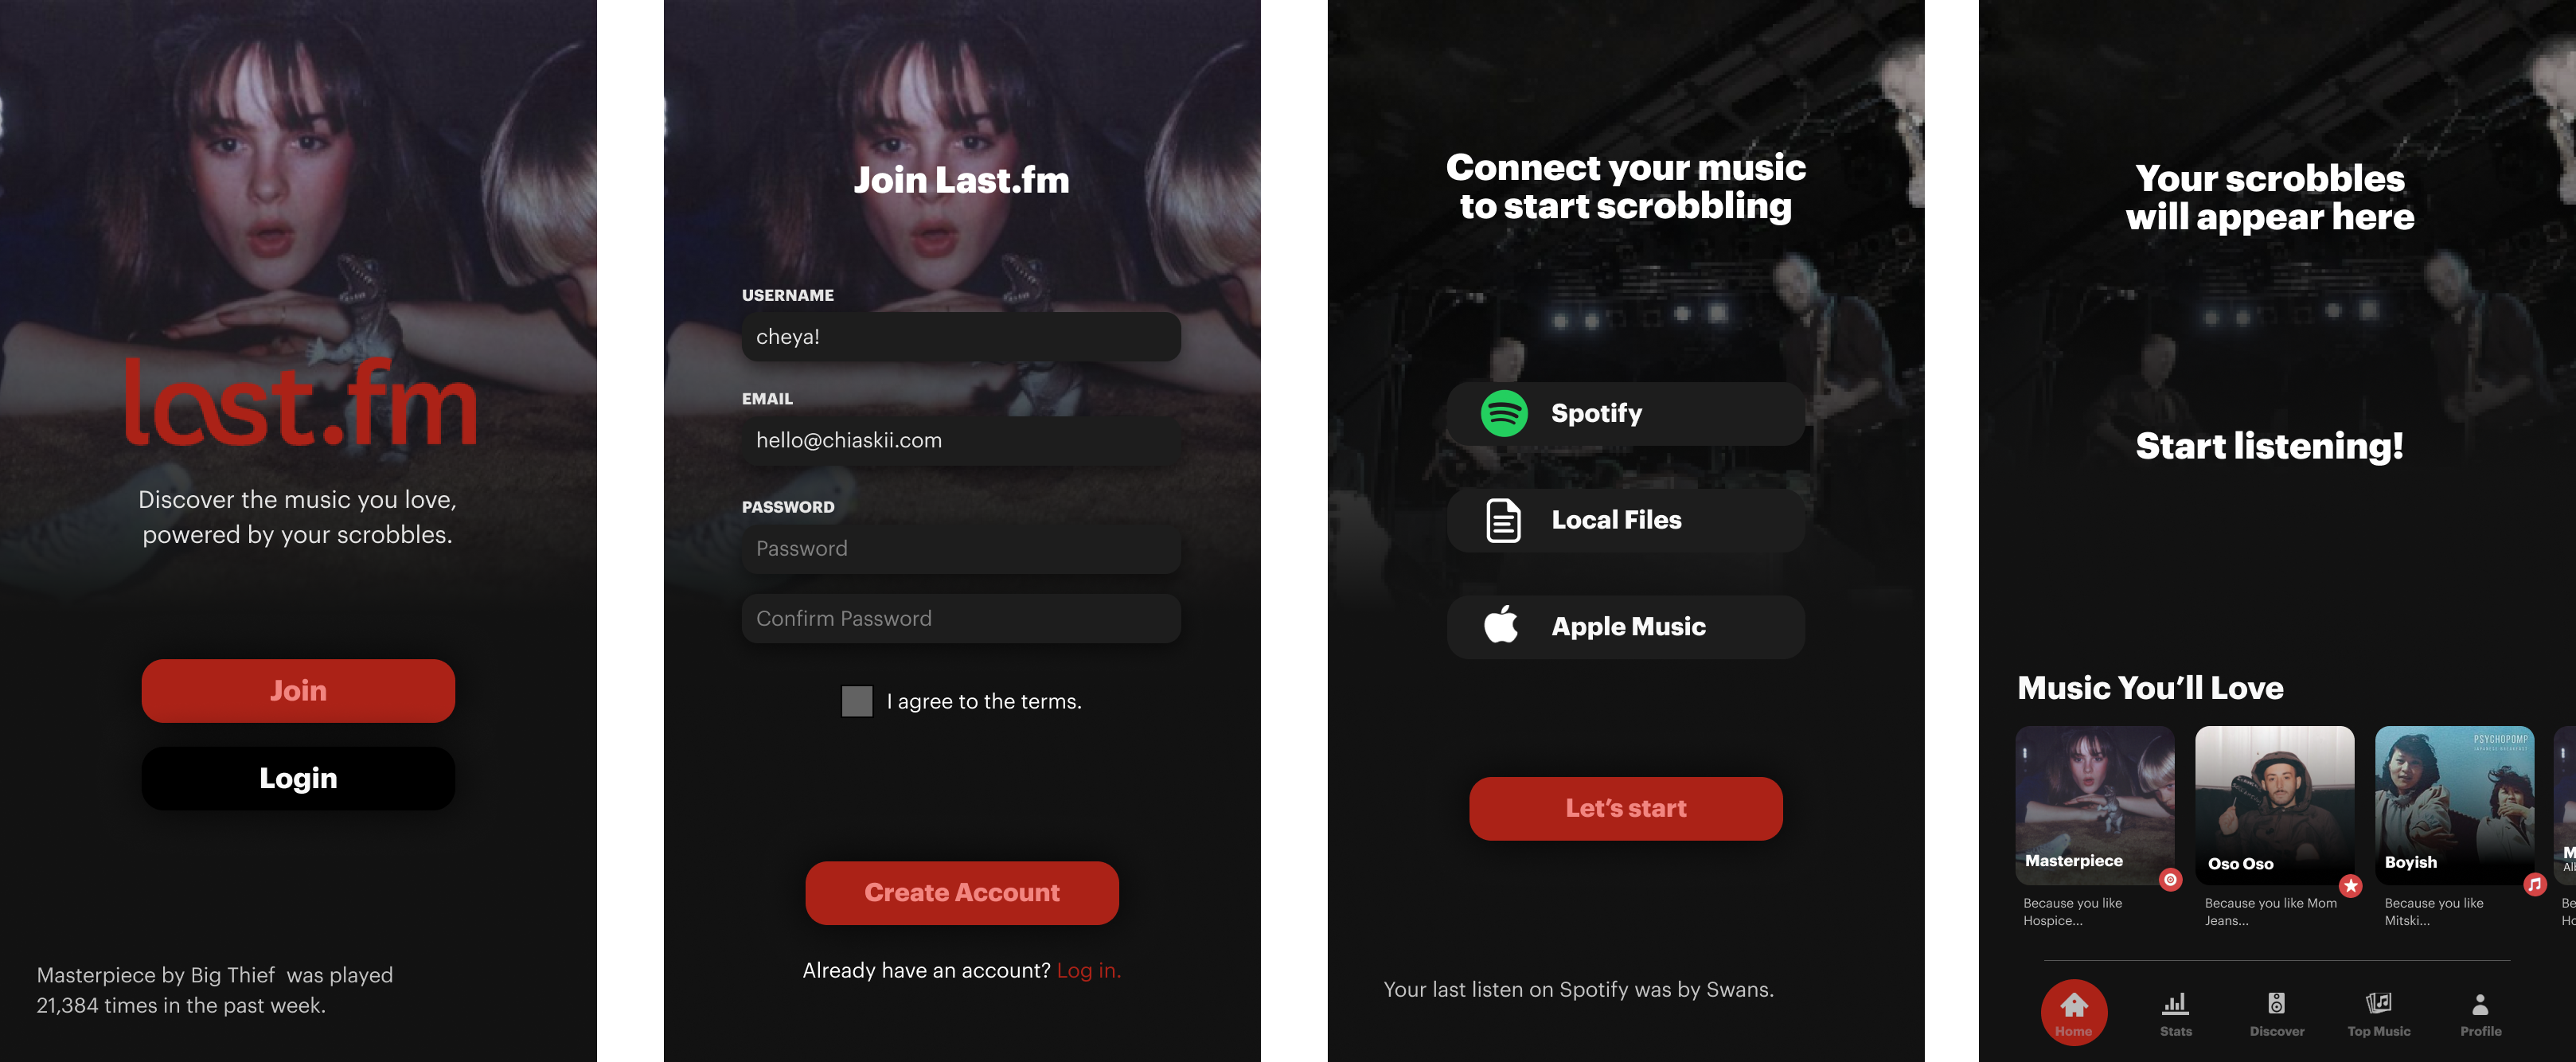 last.fm
Discover the music you love,
powered by your scrobbles.
Join
Login
Masterpiece by Big Thief  was played
21,384 times in the past week.
Join Last.fm
USERNAME
cheya!
EMAIL
hello@chiaskii.com
PASSWORD
Password
Confirm Password
I agree to the terms.
Create Account
Already have an account? Log in.
Connect your music
to start scrobbling
Spotify
Local Files
Apple Music
Let’s start
Your last listen on Spotify was by Swans.
Your scrobbles
will appear here
Start listening!
Music You’ll Love
Masterpiece
Because you like
Hospice...
Oso Oso
Because you like Mom
Jeans...
PSYCHOPOMP
Boyish
Because you like
Mitski...
Home
Stats
Discover
Top Music
Profile